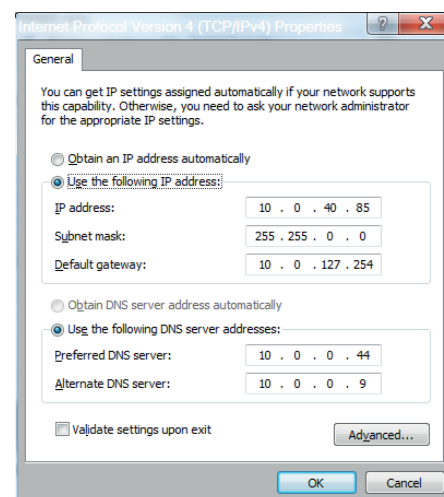 Internet Protocol Version 4 (TCP/IPv4) Properties
? X
General
You can get IP settings assigned automatically if your network supports
this capability. Otherwise, you need to ask your network administrator
for the appropriate IP settings.
Obtain an IP address automatically
Use the following IP address:
IP address: 10 . 0 . 40 . 85
Subnet mask: 255 . 255 . 0 . 0
Default gateway: 10 . 0 . 127 . 254
Obtain DNS server address automatically
Use the following DNS server addresses:
Preferred DNS server: 10 . 0 . 0 . 44
Alternate DNS server: 10 . 0 . 0 . 9
Validate settings upon exit
Advanced...
OK Cancel